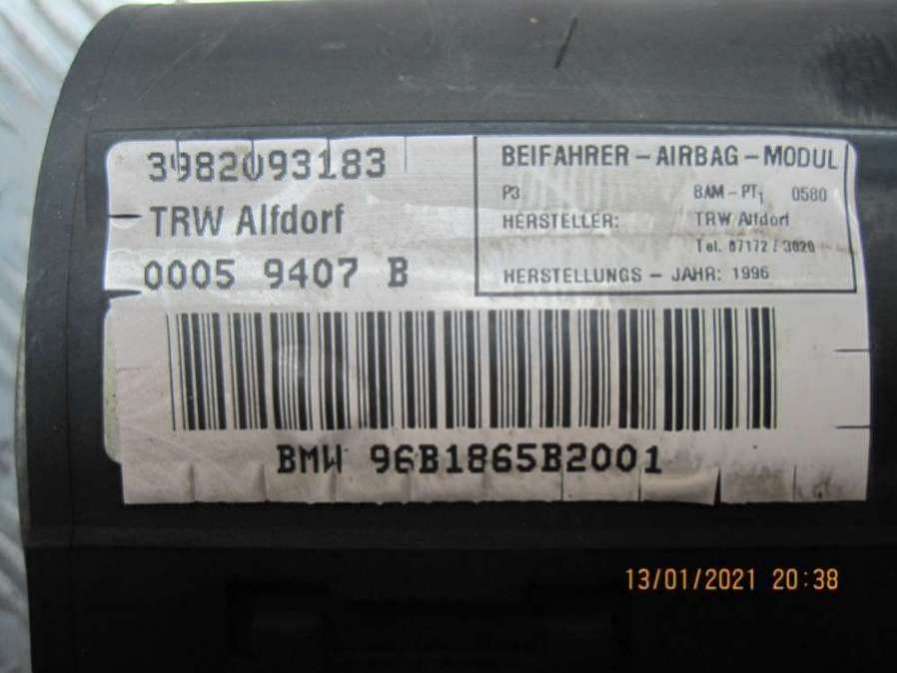 3982093183
TRW Alfdorf
0005 9407 B
BEIFAHRER - AIRBAG - MODUL
P3 BAM - PT1 0580
HERSTELLER: TRW Alfdorf
Tel. 07172 / 3020
HERSTELLUNGS - JAHR: 1996
BMW 96B1865B2001
13/01/2021 20:38